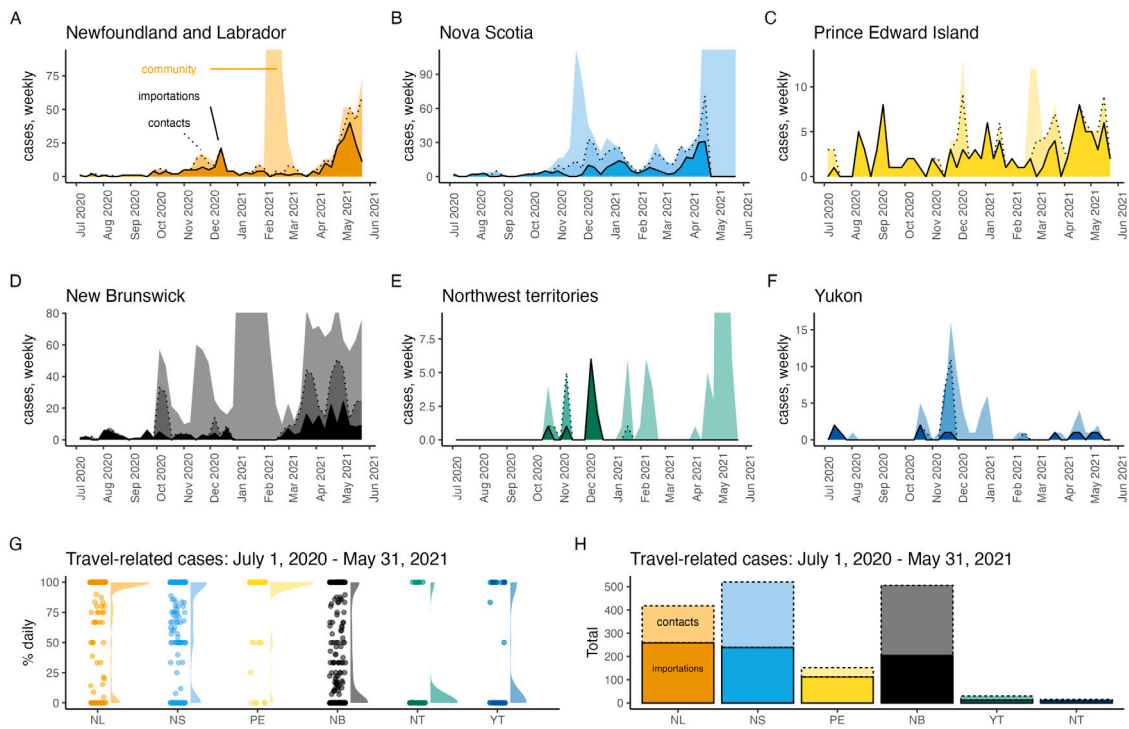 A
Newfoundland and Labrador
cases, weekly
75
50
25
0
community
importations
contacts
Jul 2020
Aug 2020
Sep 2020
Oct 2020
Nov 2020
Dec 2020
Jan 2021
Feb 2021
Mar 2021
Apr 2021
May 2021
Jun 2021
B
Nova Scotia
cases, weekly
90
60
30
0
Jul 2020
Aug 2020
Sep 2020
Oct 2020
Nov 2020
Dec 2020
Jan 2021
Feb 2021
Mar 2021
Apr 2021
May 2021
Jun 2021
C
Prince Edward Island
cases, weekly
10
5
0
Jul 2020
Aug 2020
Sep 2020
Oct 2020
Nov 2020
Dec 2020
Jan 2021
Feb 2021
Mar 2021
Apr 2021
May 2021
Jun 2021
D
New Brunswick
cases, weekly
80
60
40
20
0
Jul 2020
Aug 2020
Sep 2020
Oct 2020
Nov 2020
Dec 2020
Jan 2021
Feb 2021
Mar 2021
Apr 2021
May 2021
Jun 2021
E
Northwest territories
cases, weekly
7.5
5.0
2.5
0.0
Jul 2020
Aug 2020
Sep 2020
Oct 2020
Nov 2020
Dec 2020
Jan 2021
Feb 2021
Mar 2021
Apr 2021
May 2021
Jun 2021
F
Yukon
cases, weekly
15
10
5
0
Jul 2020
Aug 2020
Sep 2020
Oct 2020
Nov 2020
Dec 2020
Jan 2021
Feb 2021
Mar 2021
Apr 2021
May 2021
Jun 2021
G
Travel-related cases: July 1, 2020 - May 31, 2021
% daily
100
75
50
25
0
NL
NS
PE
NB
NT
YT
H
Travel-related cases: July 1, 2020 - May 31, 2021
Total
500
400
300
200
100
0
contacts
importations
NL
NS
PE
NB
YT
NT